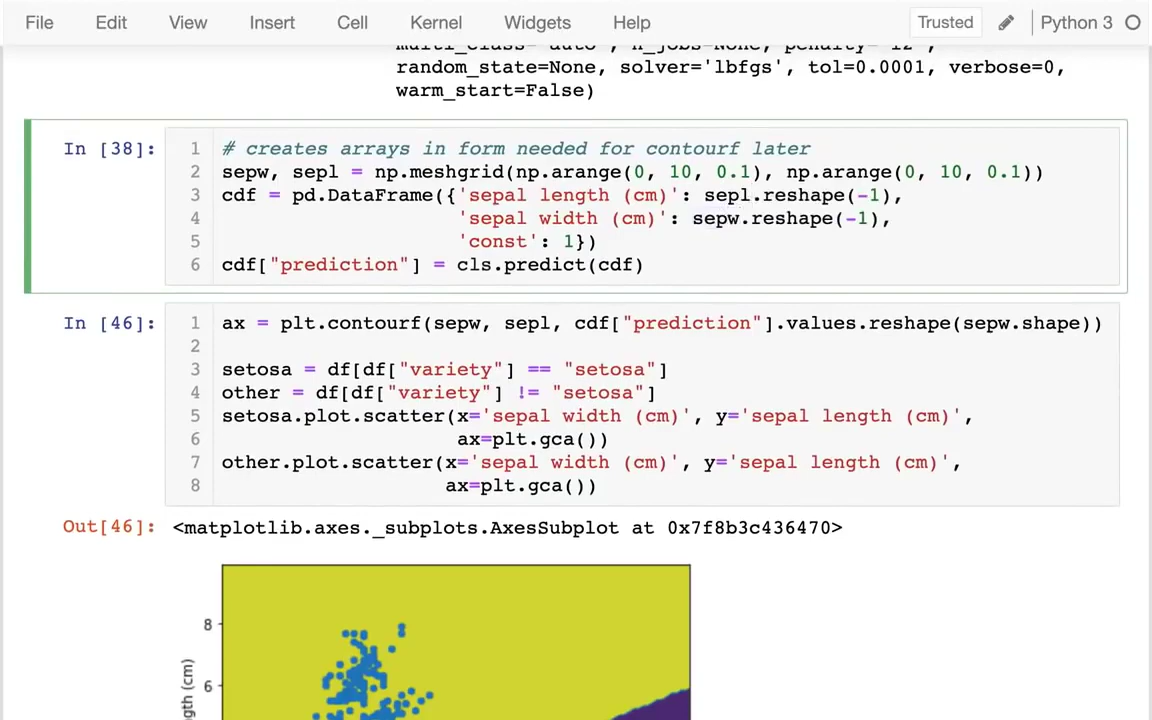 File Edit View Insert Cell Kernel Widgets Help Trusted Python 3
random_state=None, solver='lbfgs', tol=0.0001, verbose=0,
warm_start=False)
In [38]:
1 # creates arrays in form needed for contourf later
2 sepw, sepl = np.meshgrid(np.arange(0, 10, 0.1), np.arange(0, 10, 0.1))
3 cdf = pd.DataFrame({'sepal length (cm)': sepl.reshape(-1),
4 'sepal width (cm)': sepw.reshape(-1),
5 'const': 1})
6 cdf["prediction"] = cls.predict(cdf)
In [46]:
1 ax = plt.contourf(sepw, sepl, cdf["prediction"].values.reshape(sepw.shape))
2
3 setosa = df[df["variety"] == "setosa"]
4 other = df[df["variety"] != "setosa"]
5 setosa.plot.scatter(x='sepal width (cm)', y='sepal length (cm)',
6 ax=plt.gca())
7 other.plot.scatter(x='sepal width (cm)', y='sepal length (cm)',
8 ax=plt.gca())
Out[46]: <matplotlib.axes._subplots.AxesSubplot at 0x7f8b3c436470>
8
6
(cm)